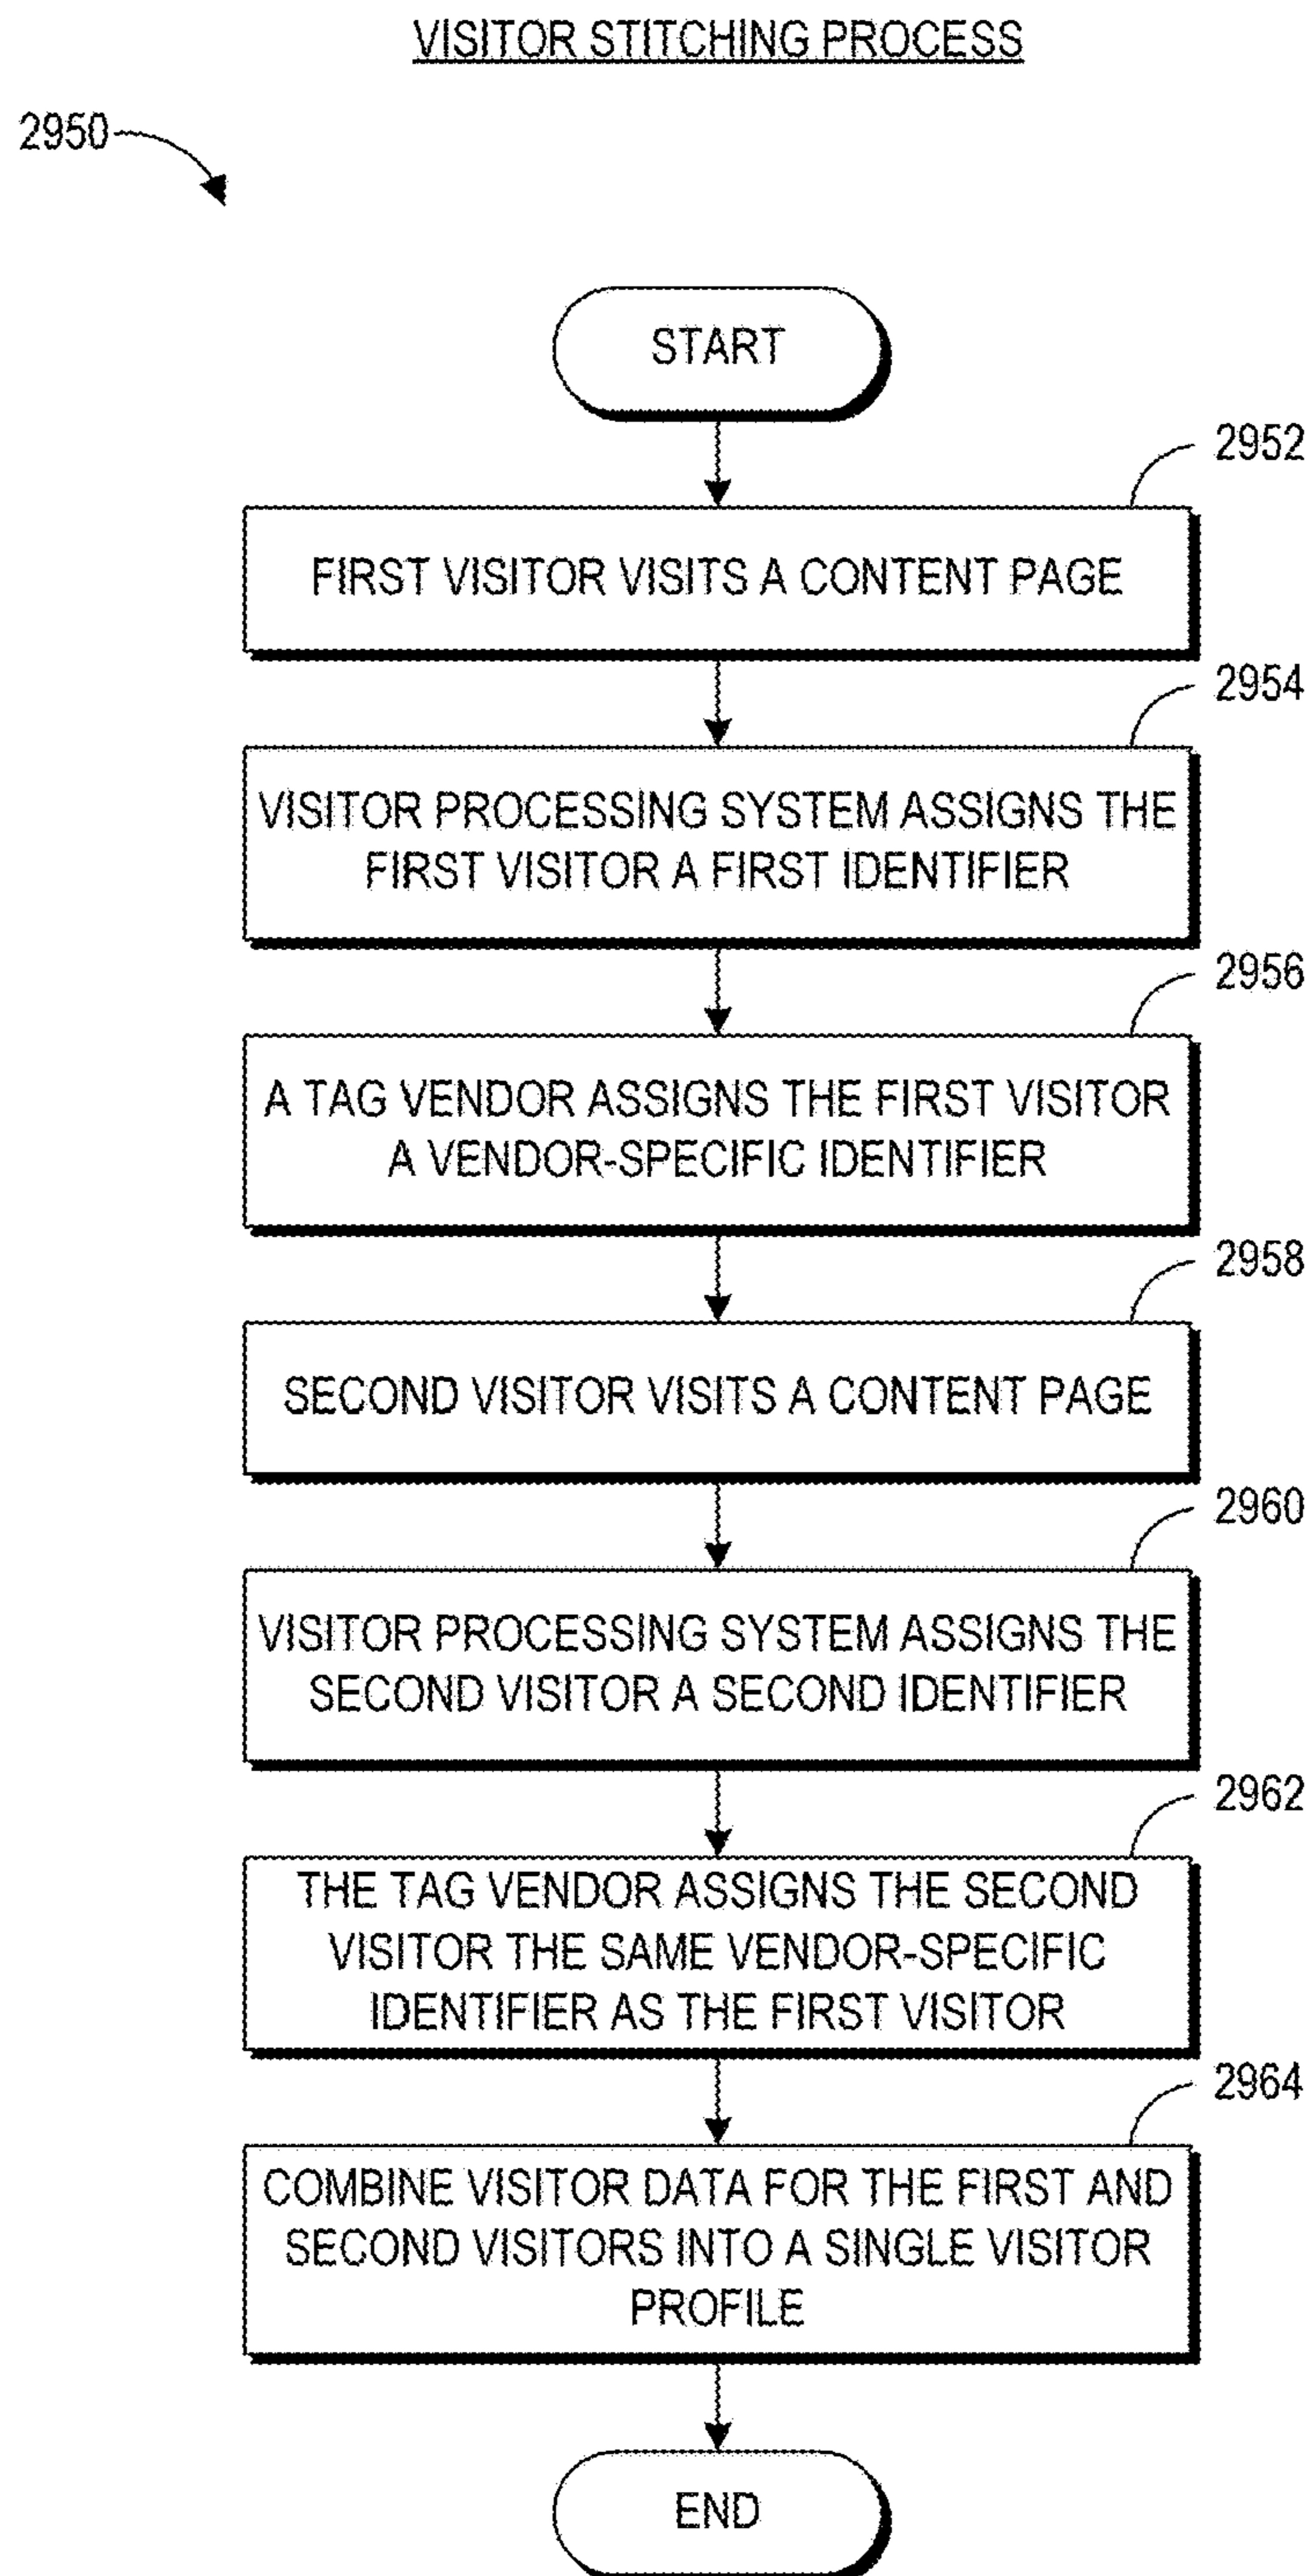 VISITOR STITCHING PROCESS
2950
START
2952
FIRST VISITOR VISITS A CONTENT PAGE
2954
VISITOR PROCESSING SYSTEM ASSIGNS THE
FIRST VISITOR A FIRST IDENTIFIER
2956
A TAG VENDOR ASSIGNS THE FIRST VISITOR
A VENDOR-SPECIFIC IDENTIFIER
2958
SECOND VISITOR VISITS A CONTENT PAGE
2960
VISITOR PROCESSING SYSTEM ASSIGNS THE
SECOND VISITOR A SECOND IDENTIFIER
2962
THE TAG VENDOR ASSIGNS THE SECOND
VISITOR THE SAME VENDOR-SPECIFIC
IDENTIFIER AS THE FIRST VISITOR
2964
COMBINE VISITOR DATA FOR THE FIRST AND
SECOND VISITORS INTO A SINGLE VISITOR
PROFILE
END